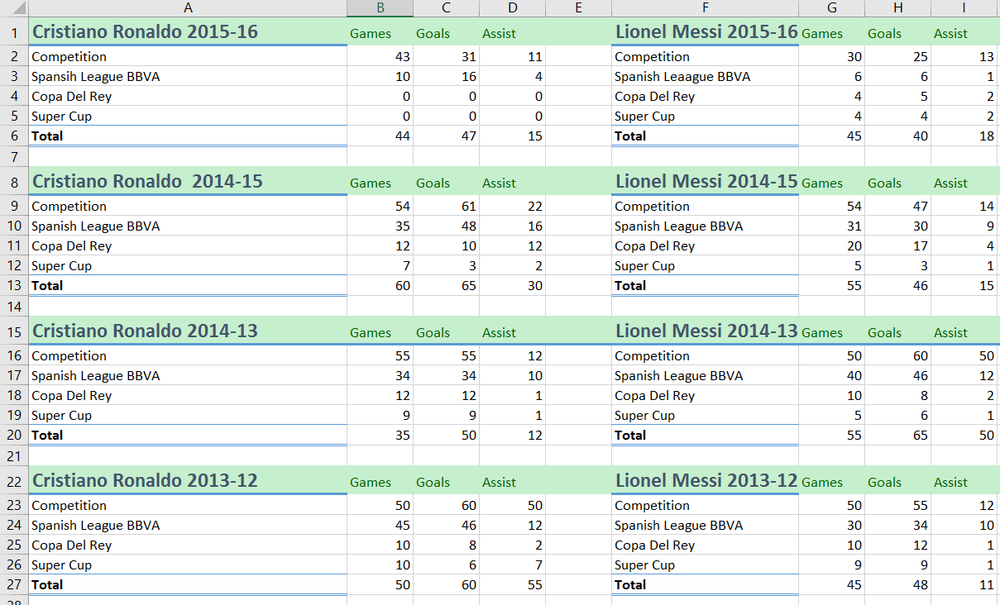 A B C D E F G H I
1 Cristiano Ronaldo 2015-16 Games Goals Assist Lionel Messi 2015-16 Games Goals Assist
2 Competition 43 31 11 Competition 30 25 13
3 Spansih League BBVA 10 16 4 Spanish Leaague BBVA 6 6 1
4 Copa Del Rey 0 0 0 Copa Del Rey 4 5 2
5 Super Cup 0 0 0 Super Cup 4 4 2
6 Total 44 47 15 Total 45 40 18
7
8 Cristiano Ronaldo  2014-15 Games Goals Assist Lionel Messi 2014-15 Games Goals Assist
9 Competition 54 61 22 Competition 54 47 14
10 Spanish League BBVA 35 48 16 Spanish League BBVA 31 30 9
11 Copa Del Rey 12 10 12 Copa Del Rey 20 17 4
12 Super Cup 7 3 2 Super Cup 5 3 1
13 Total 60 65 30 Total 55 46 15
14
15 Cristiano Ronaldo 2014-13 Games Goals Assist Lionel Messi 2014-13 Games Goals Assist
16 Competition 55 55 12 Competition 50 60 50
17 Spanish League BBVA 34 34 10 Spanish League BBVA 40 46 12
18 Copa Del Rey 12 12 1 Copa Del Rey 10 8 2
19 Super Cup 9 9 1 Super Cup 5 6 1
20 Total 35 50 12 Total 55 65 50
21
22 Cristiano Ronaldo 2013-12 Games Goals Assist Lionel Messi 2013-12 Games Goals Assist
23 Competition 50 60 50 Competition 50 55 12
24 Spanish League BBVA 45 46 12 Spanish League BBVA 30 34 10
25 Copa Del Rey 10 8 2 Copa Del Rey 10 12 1
26 Super Cup 10 6 7 Super Cup 9 9 1
27 Total 50 60 55 Total 45 48 11